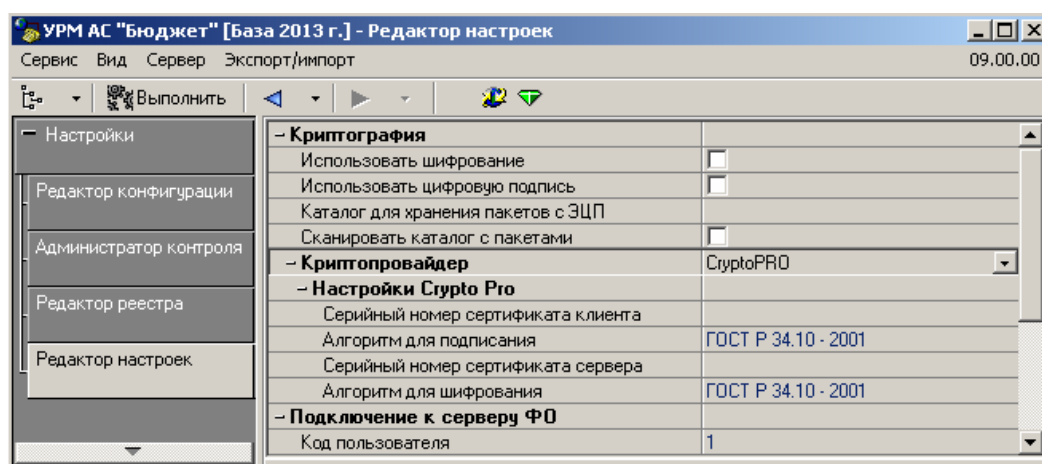 УРМ АС "Бюджет" [База 2013 г.] - Редактор настроек
Сервис Вид Сервер Экспорт/импорт 09.00.00
Выполнить
Настройки
Редактор конфигурации
Администратор контроля
Редактор реестра
Редактор настроек
Криптография
Использовать шифрование
Использовать цифровую подпись
Каталог для хранения пакетов с ЭЦП
Сканировать каталог с пакетами
Криптопровайдер CryptoPRO
Настройки Crypto Pro
Серийный номер сертификата клиента
Алгоритм для подписания ГОСТ Р 34.10 - 2001
Серийный номер сертификата сервера
Алгоритм для шифрования ГОСТ Р 34.10 - 2001
Подключение к серверу ФО
Код пользователя 1